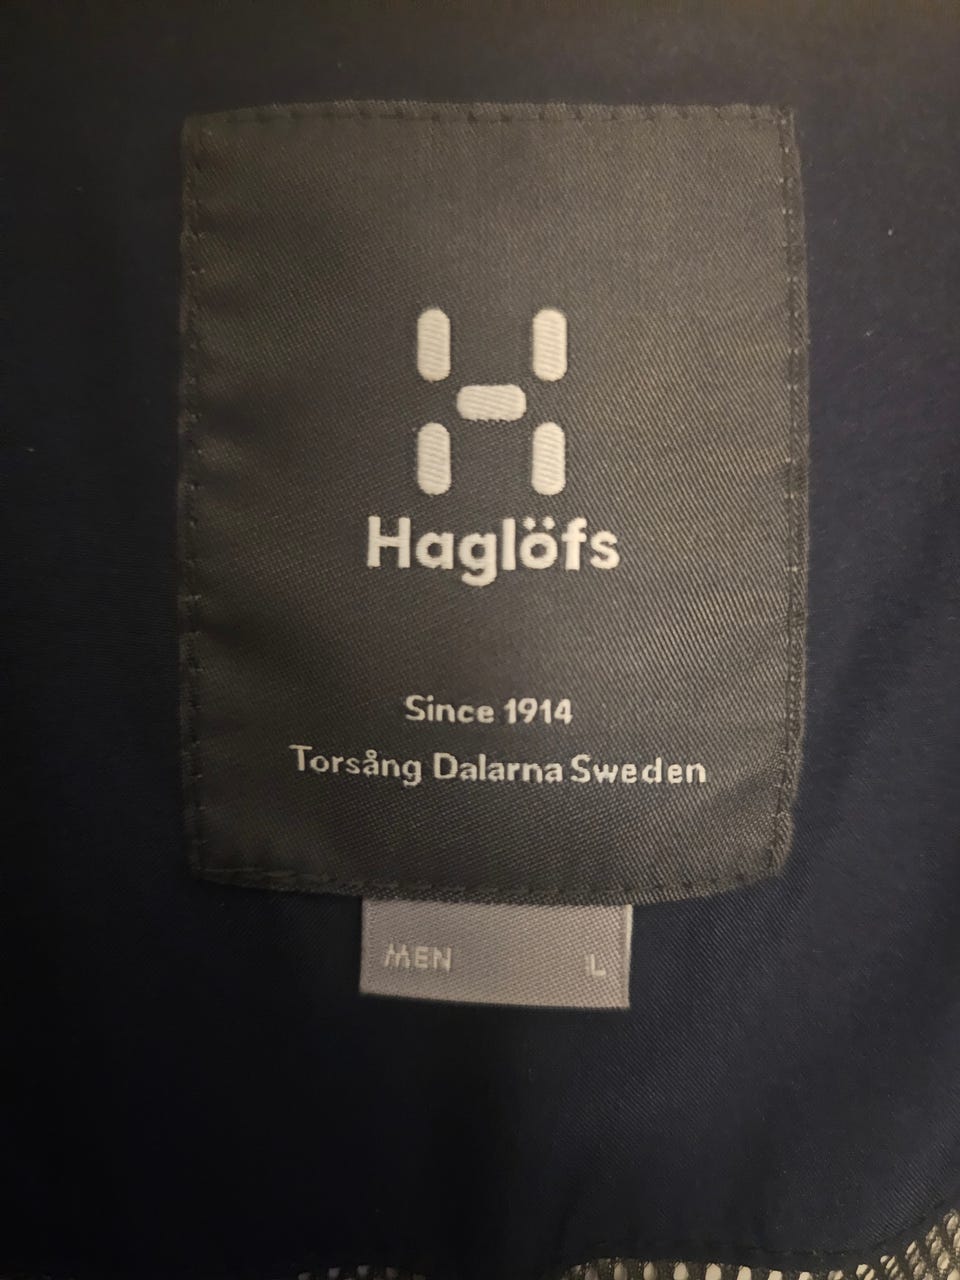 Haglöfs
Since 1914
Torsång Dalarna Sweden
MEN L